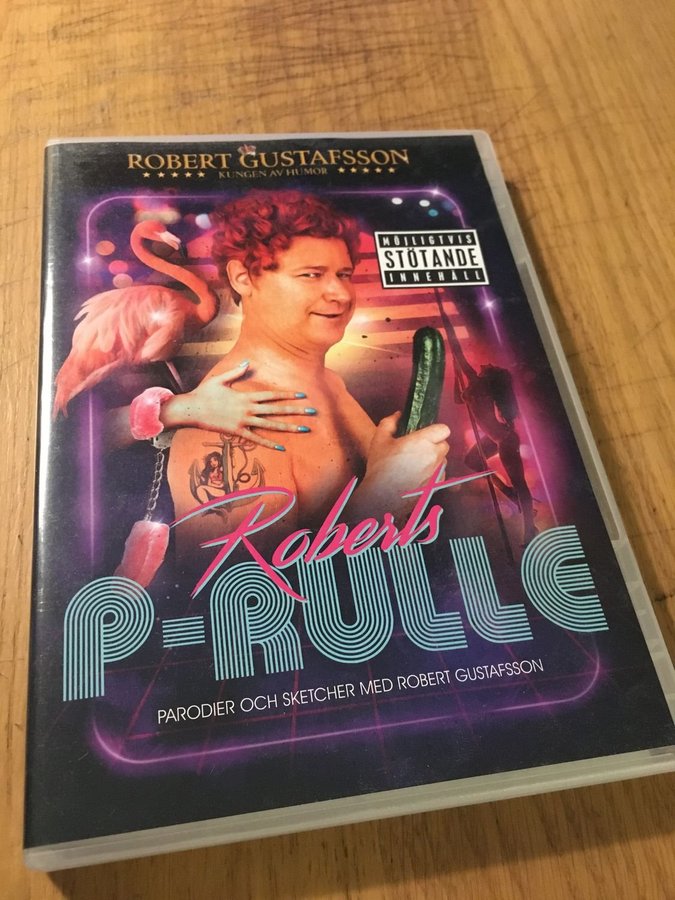 ROBERT GUSTAFSSON
KUNGEN AV HUMOR
MÖJLIGTVIS
STÖTANDE
INNEHÅLL
Roberts
P-RULLE
PARODIER OCH SKETCHER MED ROBERT GUSTAFSSON